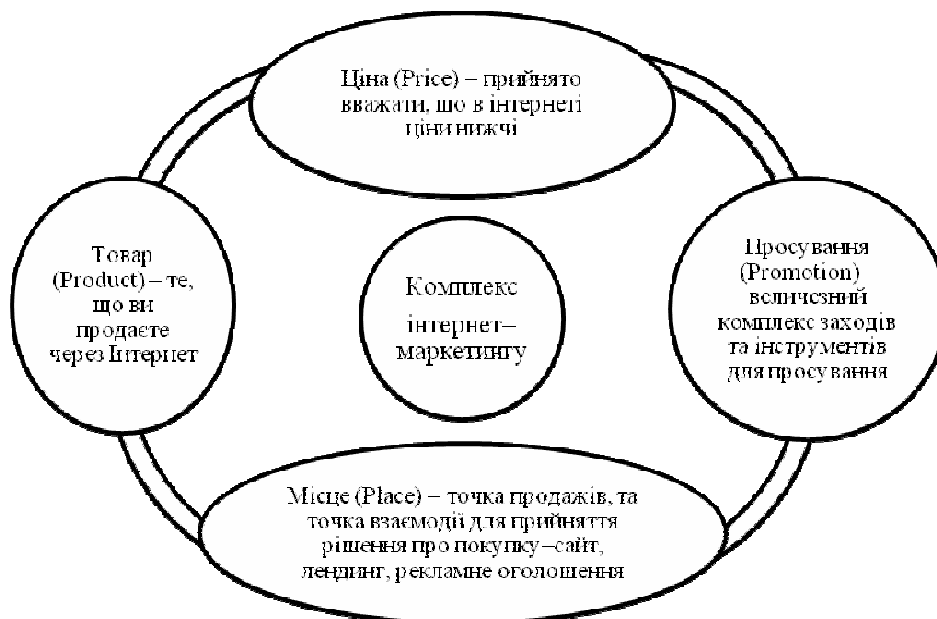 Ціна (Price) – прийнято
вважати, що в інтернеті
ціни нижчі
Товар
(Product) – те,
що ви
продаєте
через Інтернет
Комплекс
інтернет–
маркетингу
Просування
(Promotion)
величезний
комплекс заходів
та інструментів
для просування
Місце (Place) – точка продажів, та
точка взаємодії для прийняття
рішення про покупку–сайт,
лендинг, рекламне оголошення